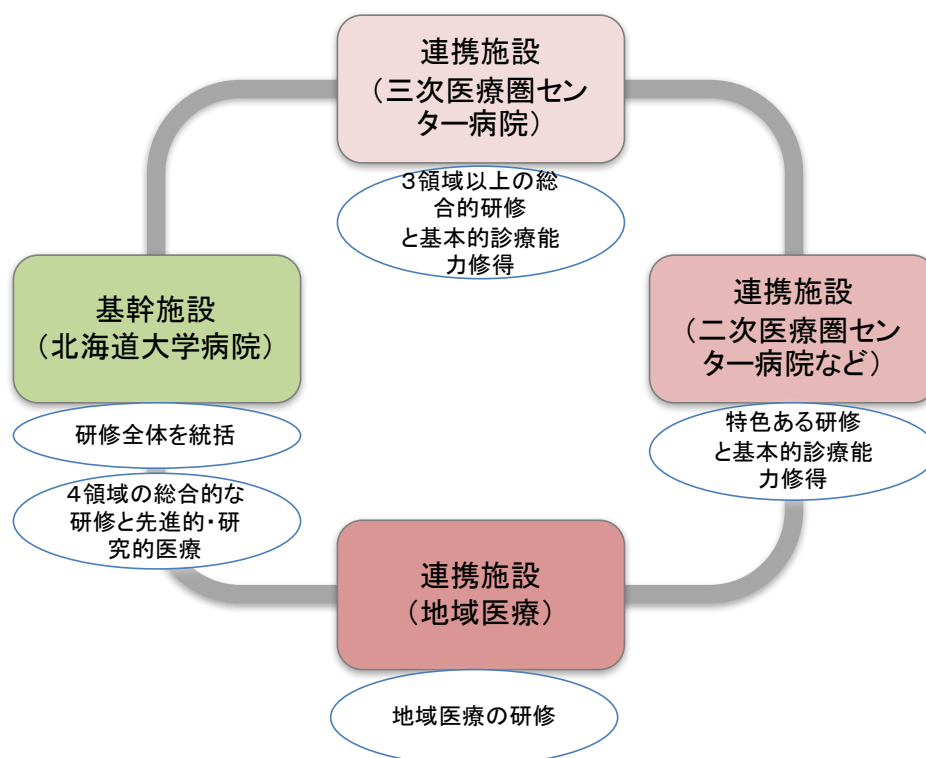 連携施設
（三次医療圏セン
ター病院）
３領域以上の総
合的研修
と基本的診療能
力修得
基幹施設
（北海道大学病院）
研修全体を統括
４領域の総合的な
研修と先進的・研
究的医療
連携施設
（二次医療圏セン
ター病院など）
特色ある研修
と基本的診療能
力修得
連携施設
（地域医療）
地域医療の研修